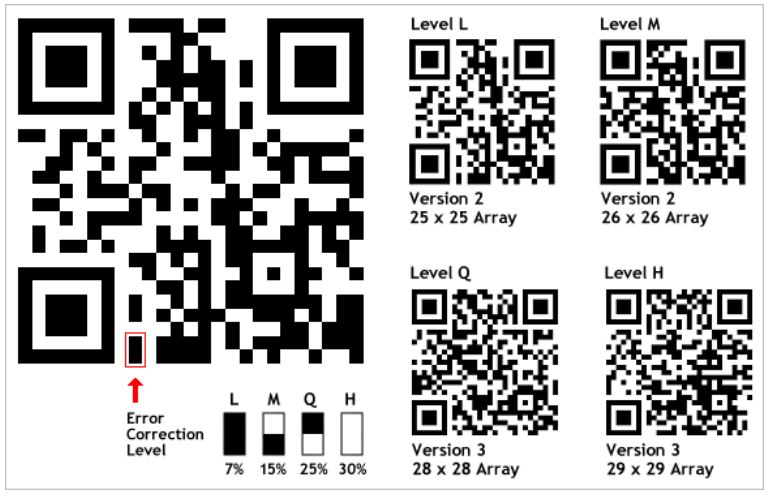 Level L
Level M
Version 2
25 x 25 Array
Version 2
26 x 26 Array
Level Q
Level H
Version 3
28 x 28 Array
Version 3
29 x 29 Array
Error
Correction
Level
L M Q H
7% 15% 25% 30%